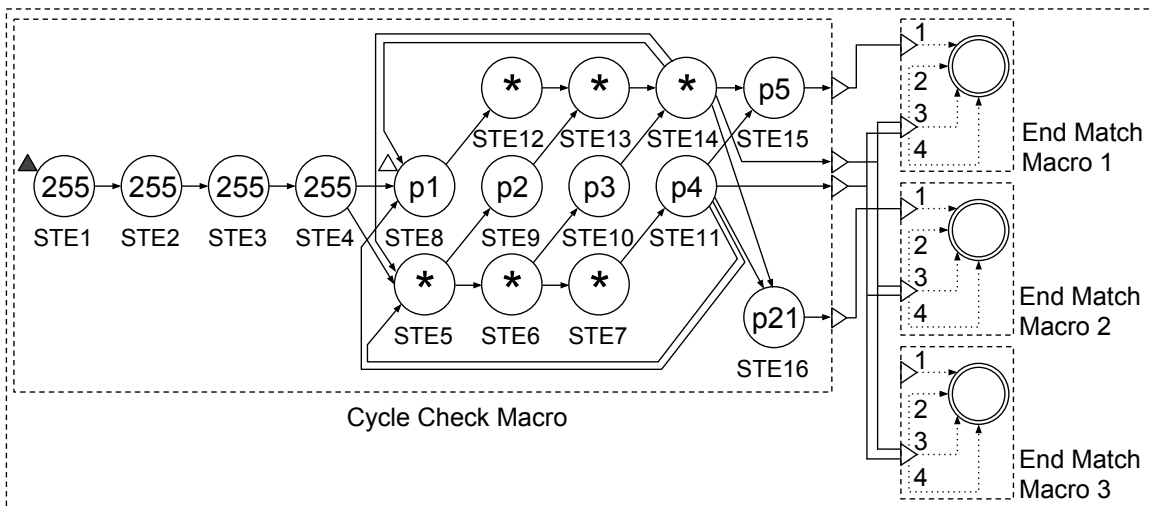 * * * p5
STE12 STE13 STE14 STE15
255 255 255 255 p1 p2 p3 p4
STE1 STE2 STE3 STE4 STE8 STE9 STE10 STE11
* * *
STE5 STE6 STE7
p21
STE16
Cycle Check Macro
1
2
3
4
End Match
Macro 1
1
2
3
4
End Match
Macro 2
1
2
3
4
End Match
Macro 3